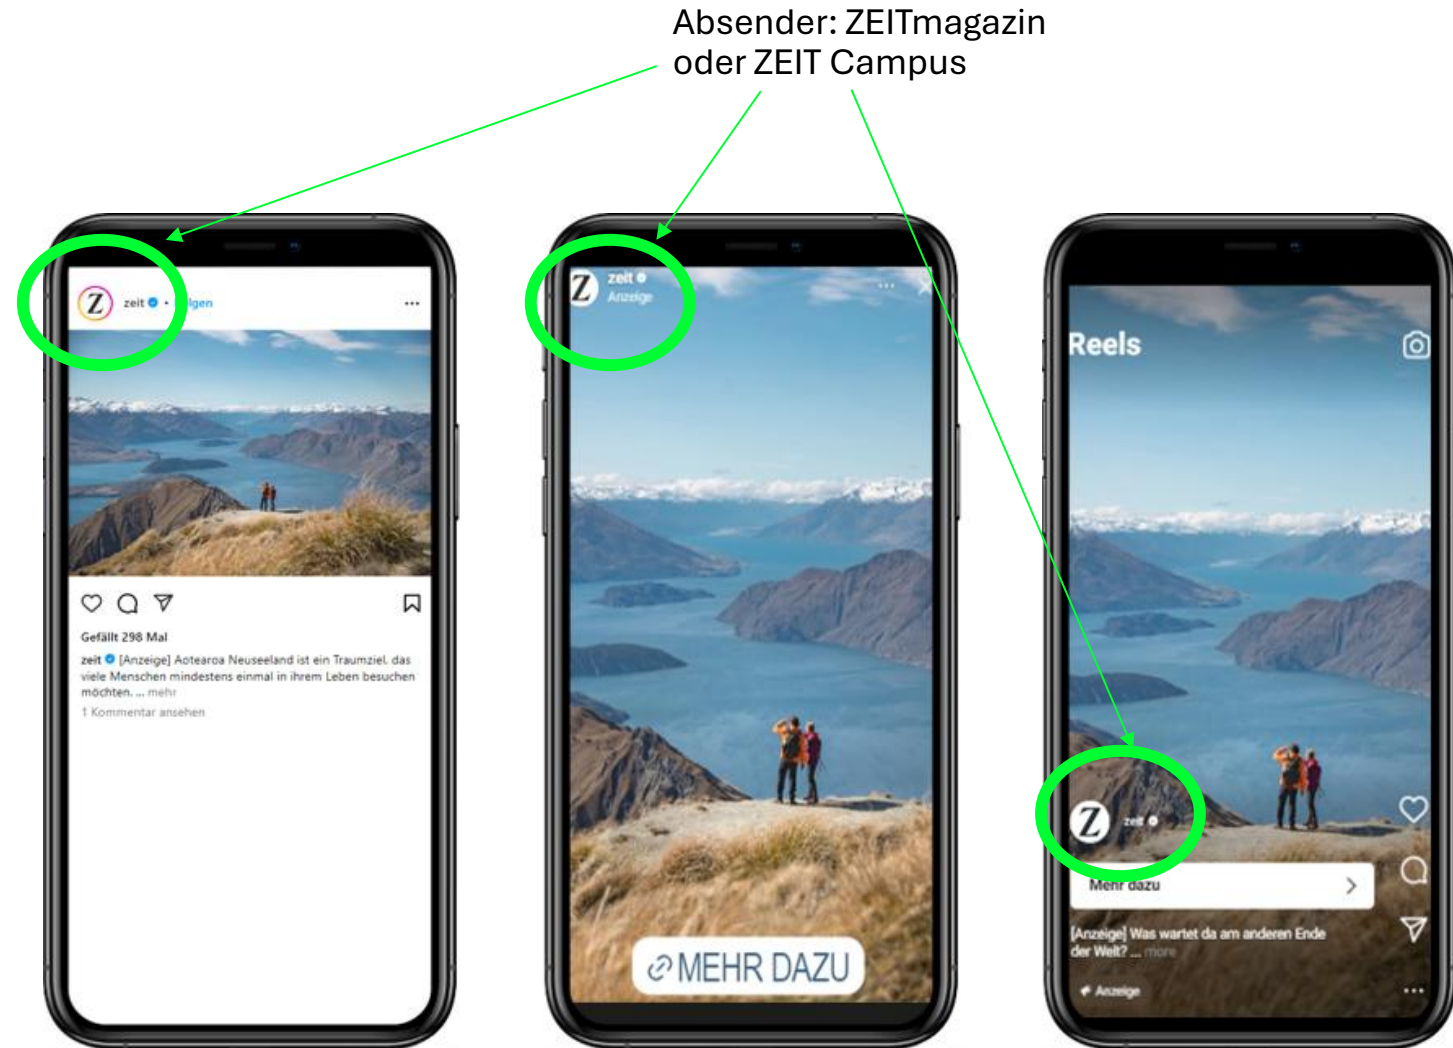 Absender: ZEITmagazin
oder ZEIT Campus
Z zeit • Folgen
Gefällt 298 Mal
zeit [Anzeige] Aotearoa Neuseeland ist ein Traumziel. das
viele Menschen mindestens einmal in ihrem Leben besuchen
möchten. ... mehr
1 Kommentar ansehen
Z zeit
Anzeige
MEHR DAZU
Reels
Z zeit
Mehr dazu
[Anzeige] Was wartet da am anderen Ende
der Welt? ... more
Anzeige